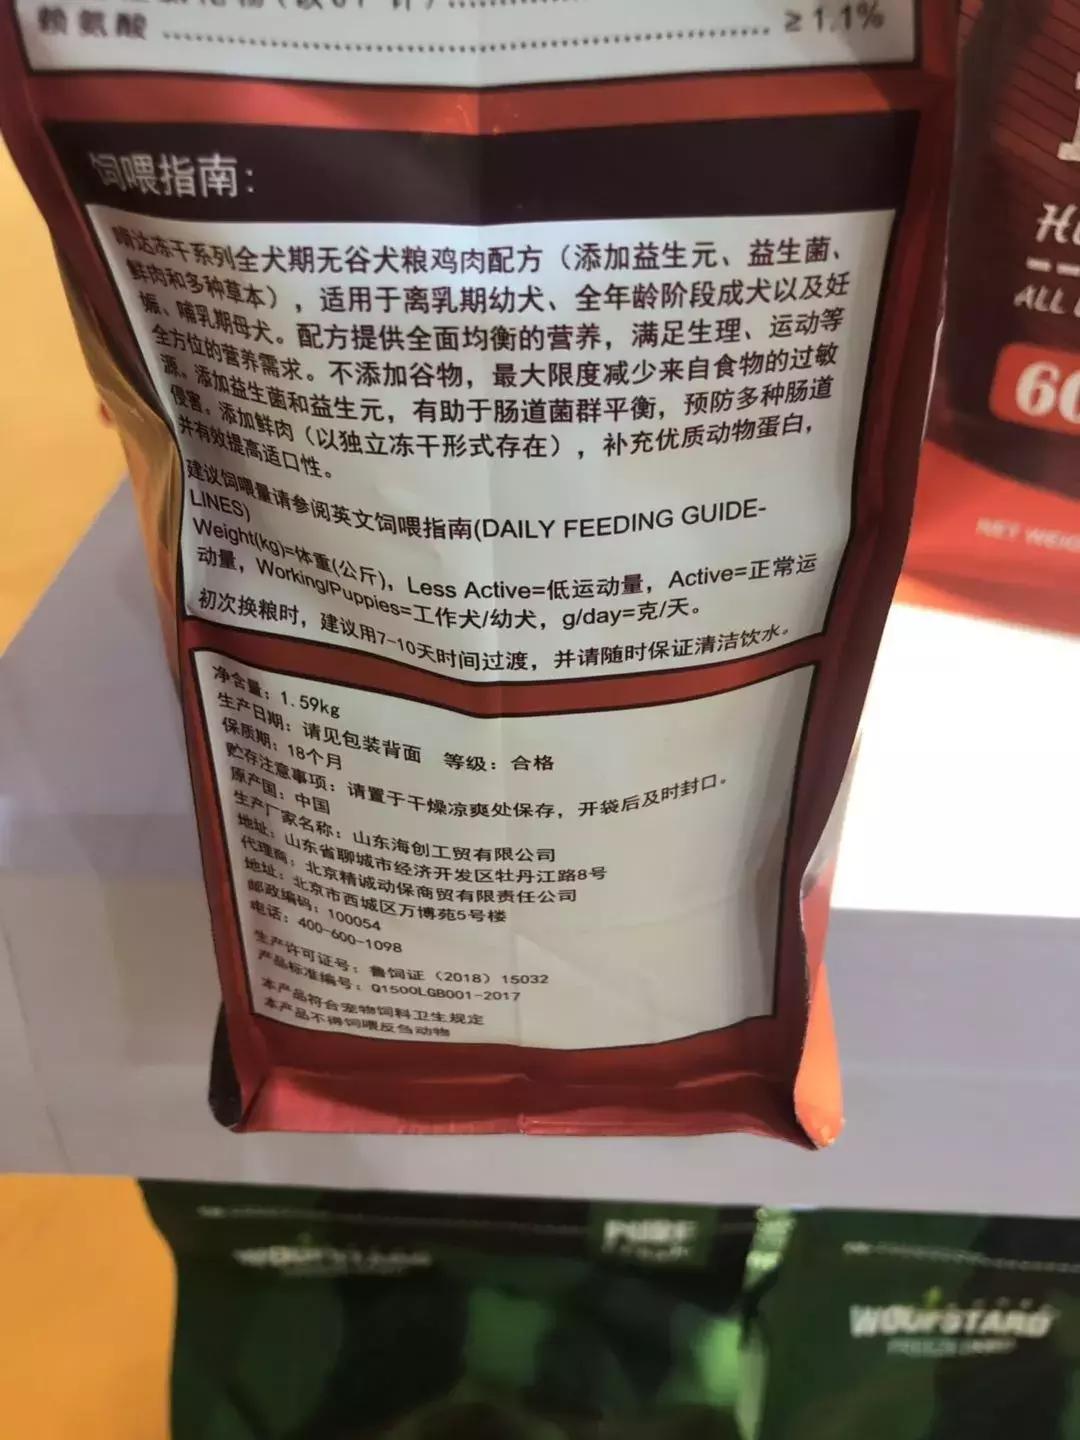 赖氨酸 ≥1.1%
饲喂指南:
达冻干系列全犬期无谷犬粮鸡肉配方（添加益生元、益生菌、
鲜肉和多种草本），适用于离乳期幼犬、全年龄阶段成犬以及妊
娠、哺乳期母犬。配方提供全面均衡的营养，满足生理、运动等
全方位的营养需求。不添加谷物，最大限度减少来自食物的过敏
源。添加益生菌和益生元，有助于肠道菌群平衡，预防多种肠道
侵害。添加鲜肉（以独立冻干形式存在），补充优质动物蛋白，
并有效提高适口性。
建议饲喂量请参阅英文饲喂指南(DAILY FEEDING GUIDE-
LINES)
Weight(kg)=体重(公斤)，Less Active=低运动量，Active=正常运
动量，Working/Puppies=工作犬/幼犬，g/day=克/天。
初次换粮时，建议用7-10天时间过渡，并请随时保证清洁饮水。
净含量：1.59kg
生产日期：请见包装背面 等级：合格
保质期：18个月
贮存注意事项：请置于干燥凉爽处保存，开袋后及时封口。
原产国：中国
生产厂家名称：山东海创工贸有限公司
地址：山东省聊城市经济开发区牡丹江路8号
代理商：北京精诚动保商贸有限责任公司
地址：北京市西城区万博苑5号楼
邮政编码：100054
电话：400-600-1098
生产许可证号：鲁饲证（2018）15032
产品标准编号：Q1500LGB001-2017
本产品符合宠物饲料卫生规定
本产品不得饲喂反刍动物
ALL
NET WEIG
PURE
WOUFSTARD